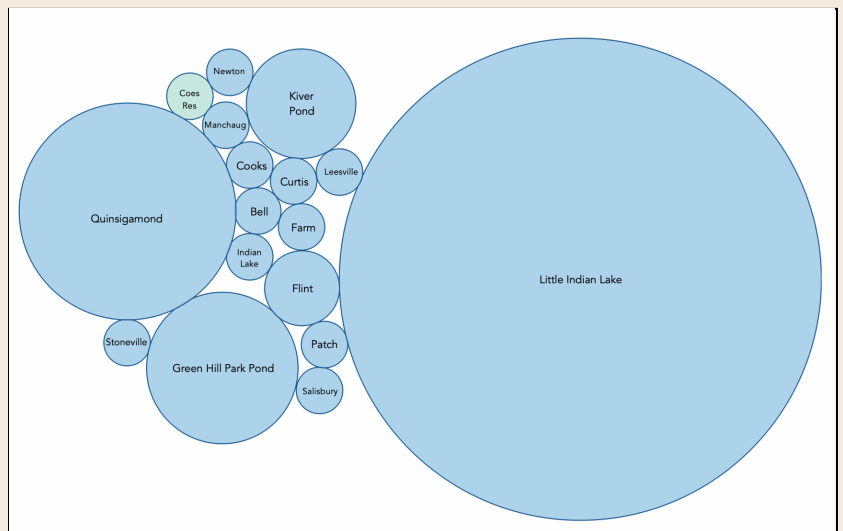 Newton
Coes
Res
Kiver
Pond
Manchaug
Cooks
Leesville
Curtis
Quinsigamond
Bell
Farm
Indian
Lake
Flint
Little Indian Lake
Stoneville
Patch
Green Hill Park Pond
Salisbury